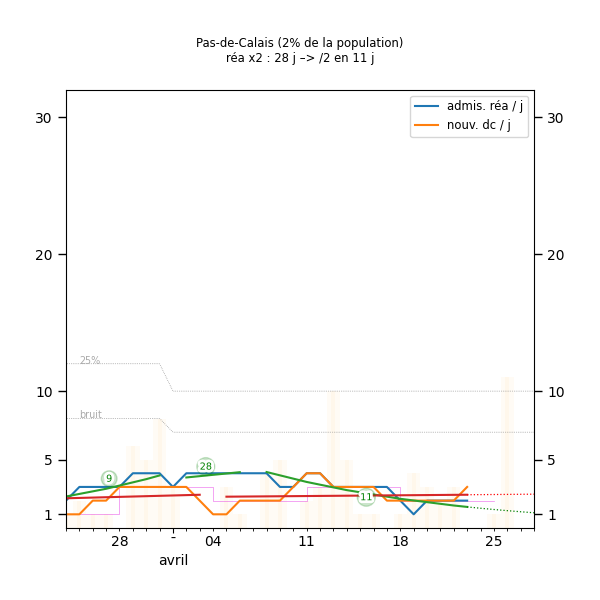 Pas-de-Calais (2% de la population)
réa x2 : 28 j –> /2 en 11 j
admis. réa / j
nouv. dc / j
30 30
20 20
25%
10 10
bruit
5 5
9 28 11
1 1
28 - 04 11 18 25
avril